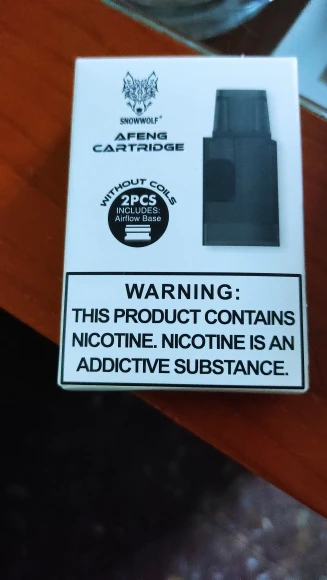 SNOWWOLF
AFENG
CARTRIDGE
WITHOUT COILS
2PCS
INCLUDES:
Airflow Base
WARNING:
THIS PRODUCT CONTAINS
NICOTINE. NICOTINE IS AN
ADDICTIVE SUBSTANCE.